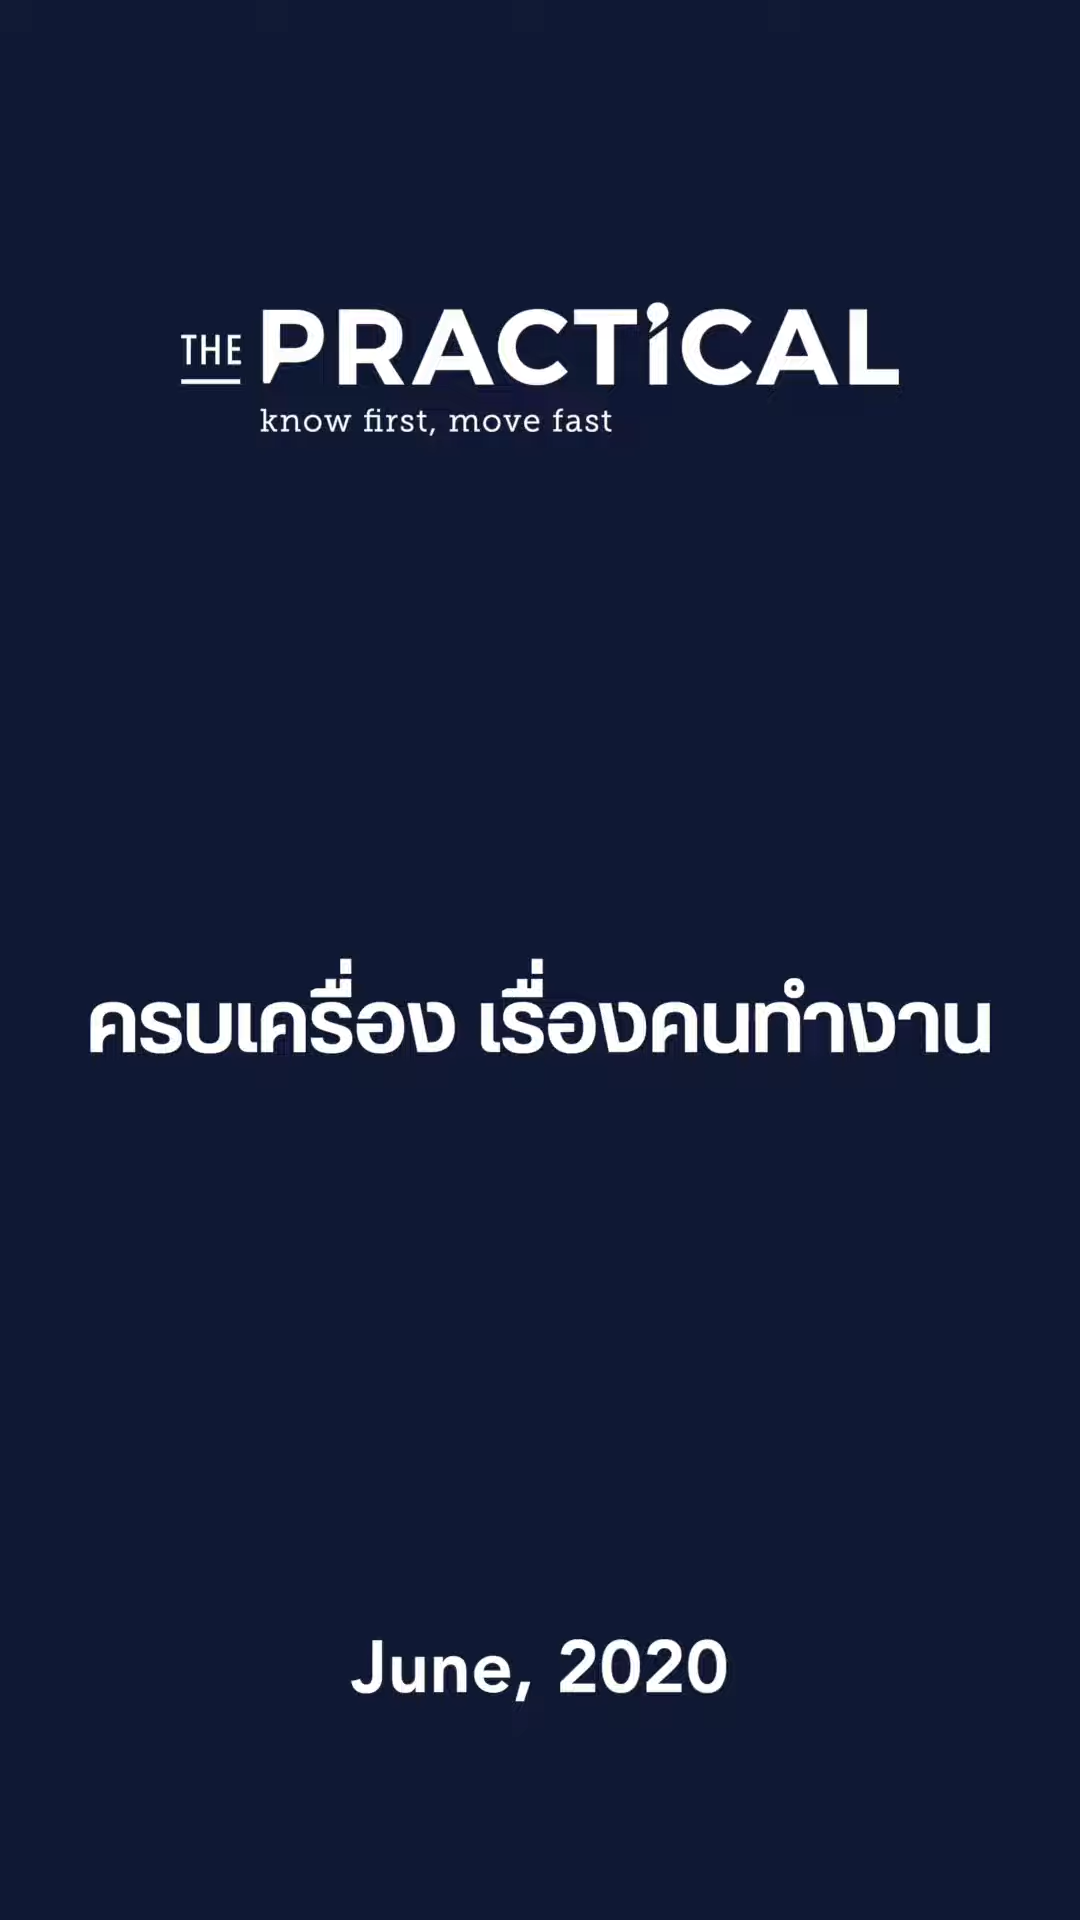 THE PRACTiCAL
know first, move fast
ครบเครื่อง เรื่องคนทำงาน
June, 2020